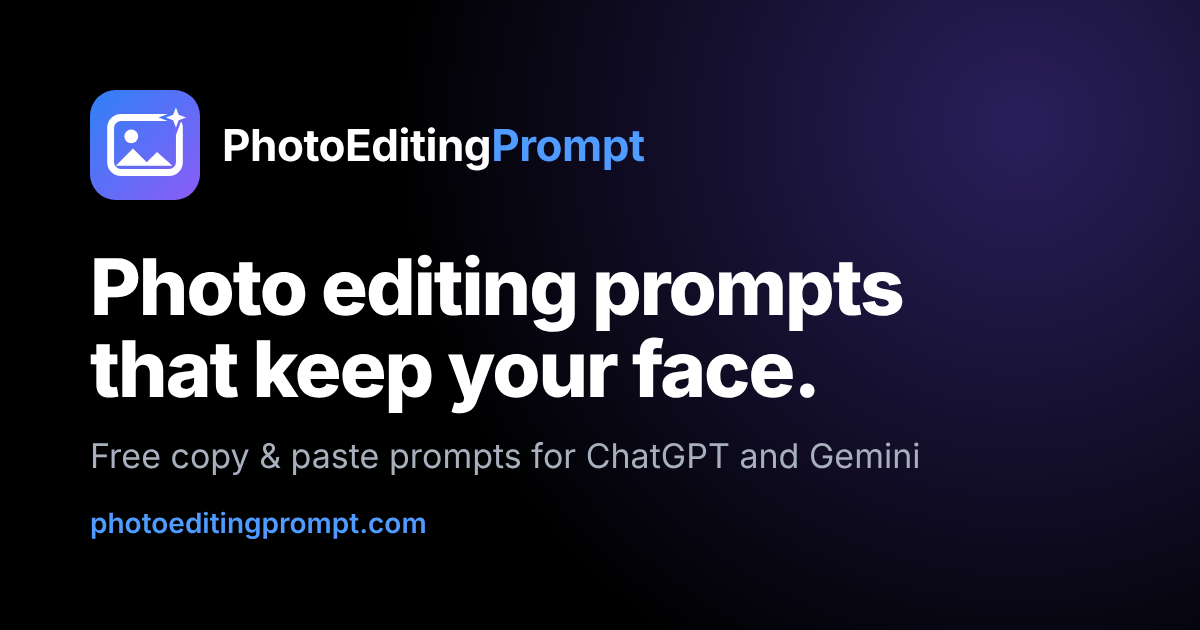 PhotoEditingPrompt
Photo editing prompts
that keep your face.
Free copy & paste prompts for ChatGPT and Gemini
photoeditingprompt.com